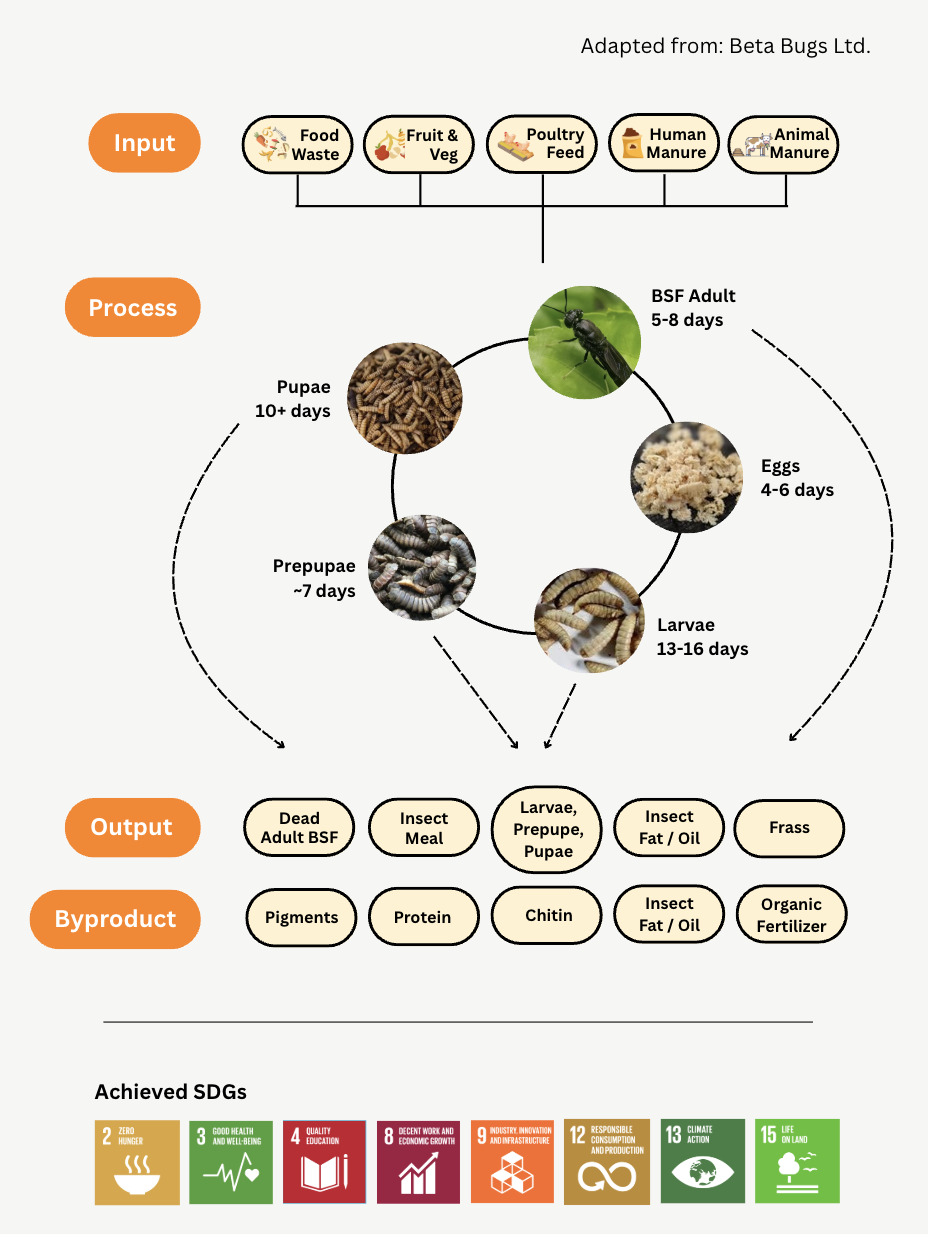 Adapted from: Beta Bugs Ltd.
Input
Food
Waste
Fruit &
Veg
Poultry
Feed
Human
Manure
Animal
Manure
Process
BSF Adult
5-8 days
Pupae
10+ days
Eggs
4-6 days
Prepupae
~7 days
Larvae
13-16 days
Output
Dead
Adult BSF
Insect
Meal
Larvae,
Prepupe,
Pupae
Insect
Fat / Oil
Frass
Byproduct
Pigments
Protein
Chitin
Insect
Fat / Oil
Organic
Fertilizer
Achieved SDGs
2 ZERO
HUNGER
3 GOOD HEALTH
AND WELL-BEING
4 QUALITY
EDUCATION
8 DECENT WORK AND
ECONOMIC GROWTH
9 INDUSTRY, INNOVATION
AND INFRASTRUCTURE
12 RESPONSIBLE
CONSUMPTION
AND PRODUCTION
13 CLIMATE
ACTION
15 LIFE
ON LAND